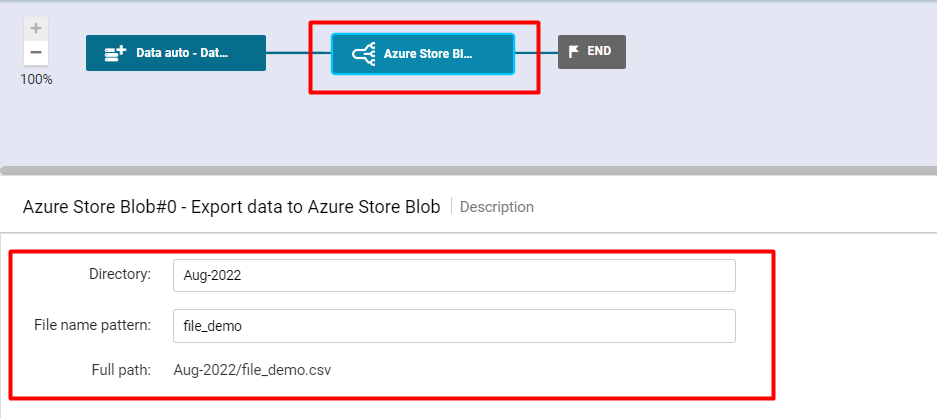 +
−
100%
Data auto - Dat...
Azure Store Bl...
END
Azure Store Blob#0 - Export data to Azure Store Blob
Description
Directory:
Aug-2022
File name pattern:
file_demo
Full path:
Aug-2022/file_demo.csv